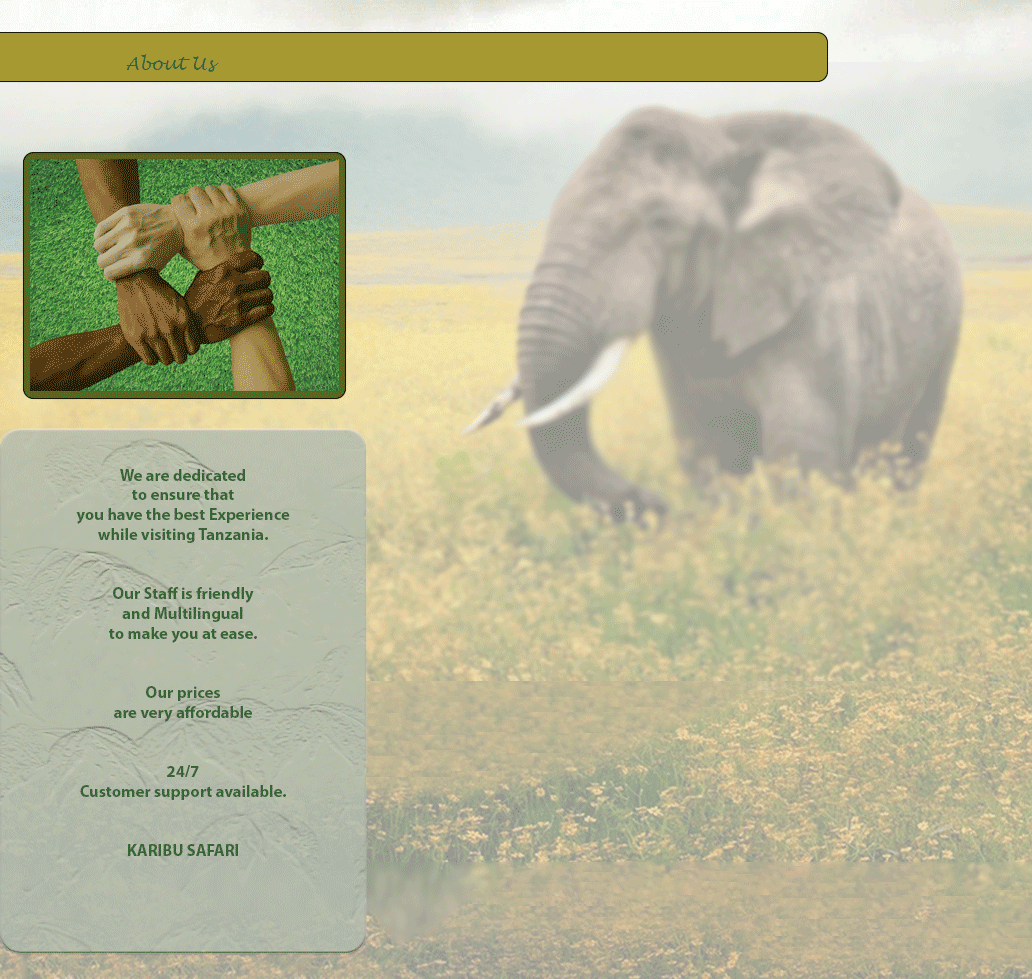 About Us
We are dedicated
to ensure that
you have the best Experience
while visiting Tanzania.
Our Staff is friendly
and Multilingual
to make you at ease.
Our prices
are very affordable
24/7
Customer support available.
KARIBU SAFARI